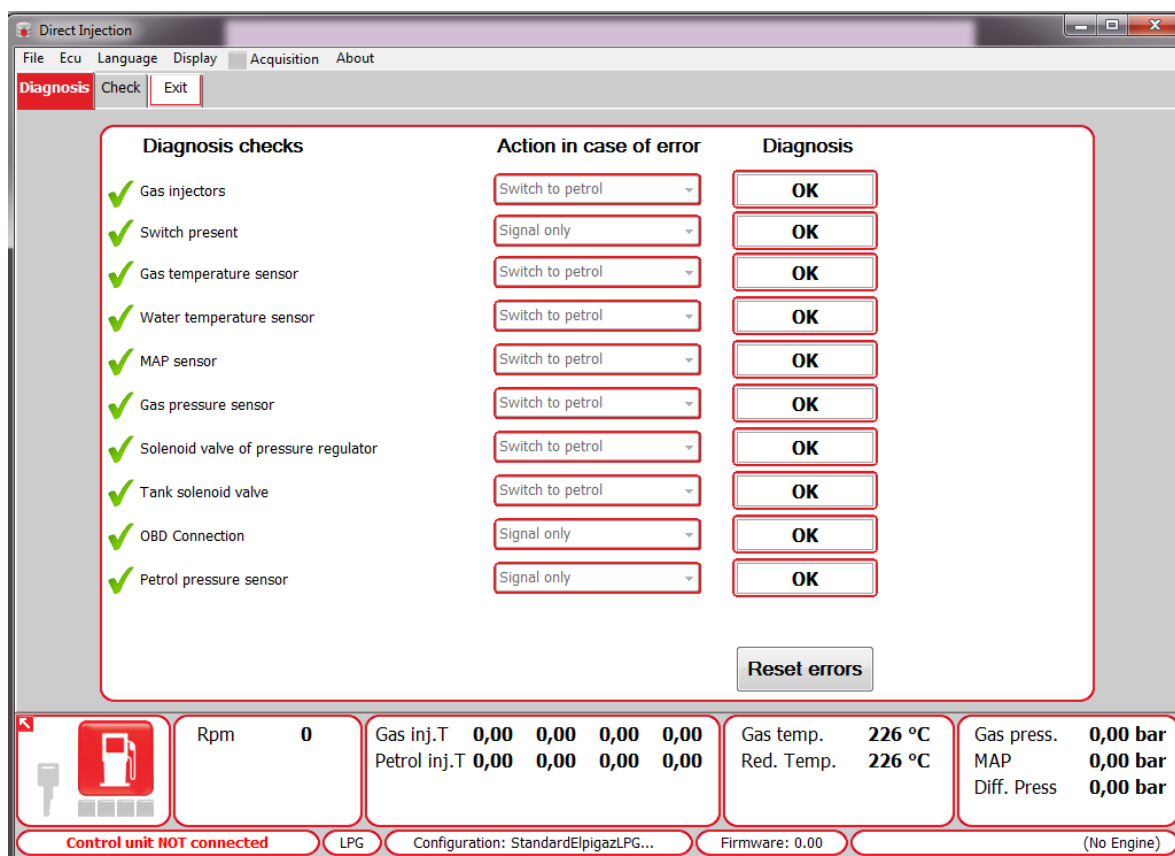 Direct Injection
File Ecu Language Display Acquisition About
Diagnosis Check Exit
Diagnosis checks Action in case of error Diagnosis
Gas injectors Switch to petrol OK
Switch present Signal only OK
Gas temperature sensor Switch to petrol OK
Water temperature sensor Switch to petrol OK
MAP sensor Switch to petrol OK
Gas pressure sensor Switch to petrol OK
Solenoid valve of pressure regulator Switch to petrol OK
Tank solenoid valve Switch to petrol OK
OBD Connection Signal only OK
Petrol pressure sensor Signal only OK
Reset errors
Rpm 0 Gas inj.T 0,00 0,00 0,00 0,00 Gas temp. 226 °C Gas press. 0,00 bar
Petrol inj.T 0,00 0,00 0,00 0,00 Red. Temp. 226 °C MAP 0,00 bar
Diff. Press 0,00 bar
Control unit NOT connected LPG Configuration: StandardElpigazLPG... Firmware: 0.00 (No Engine)